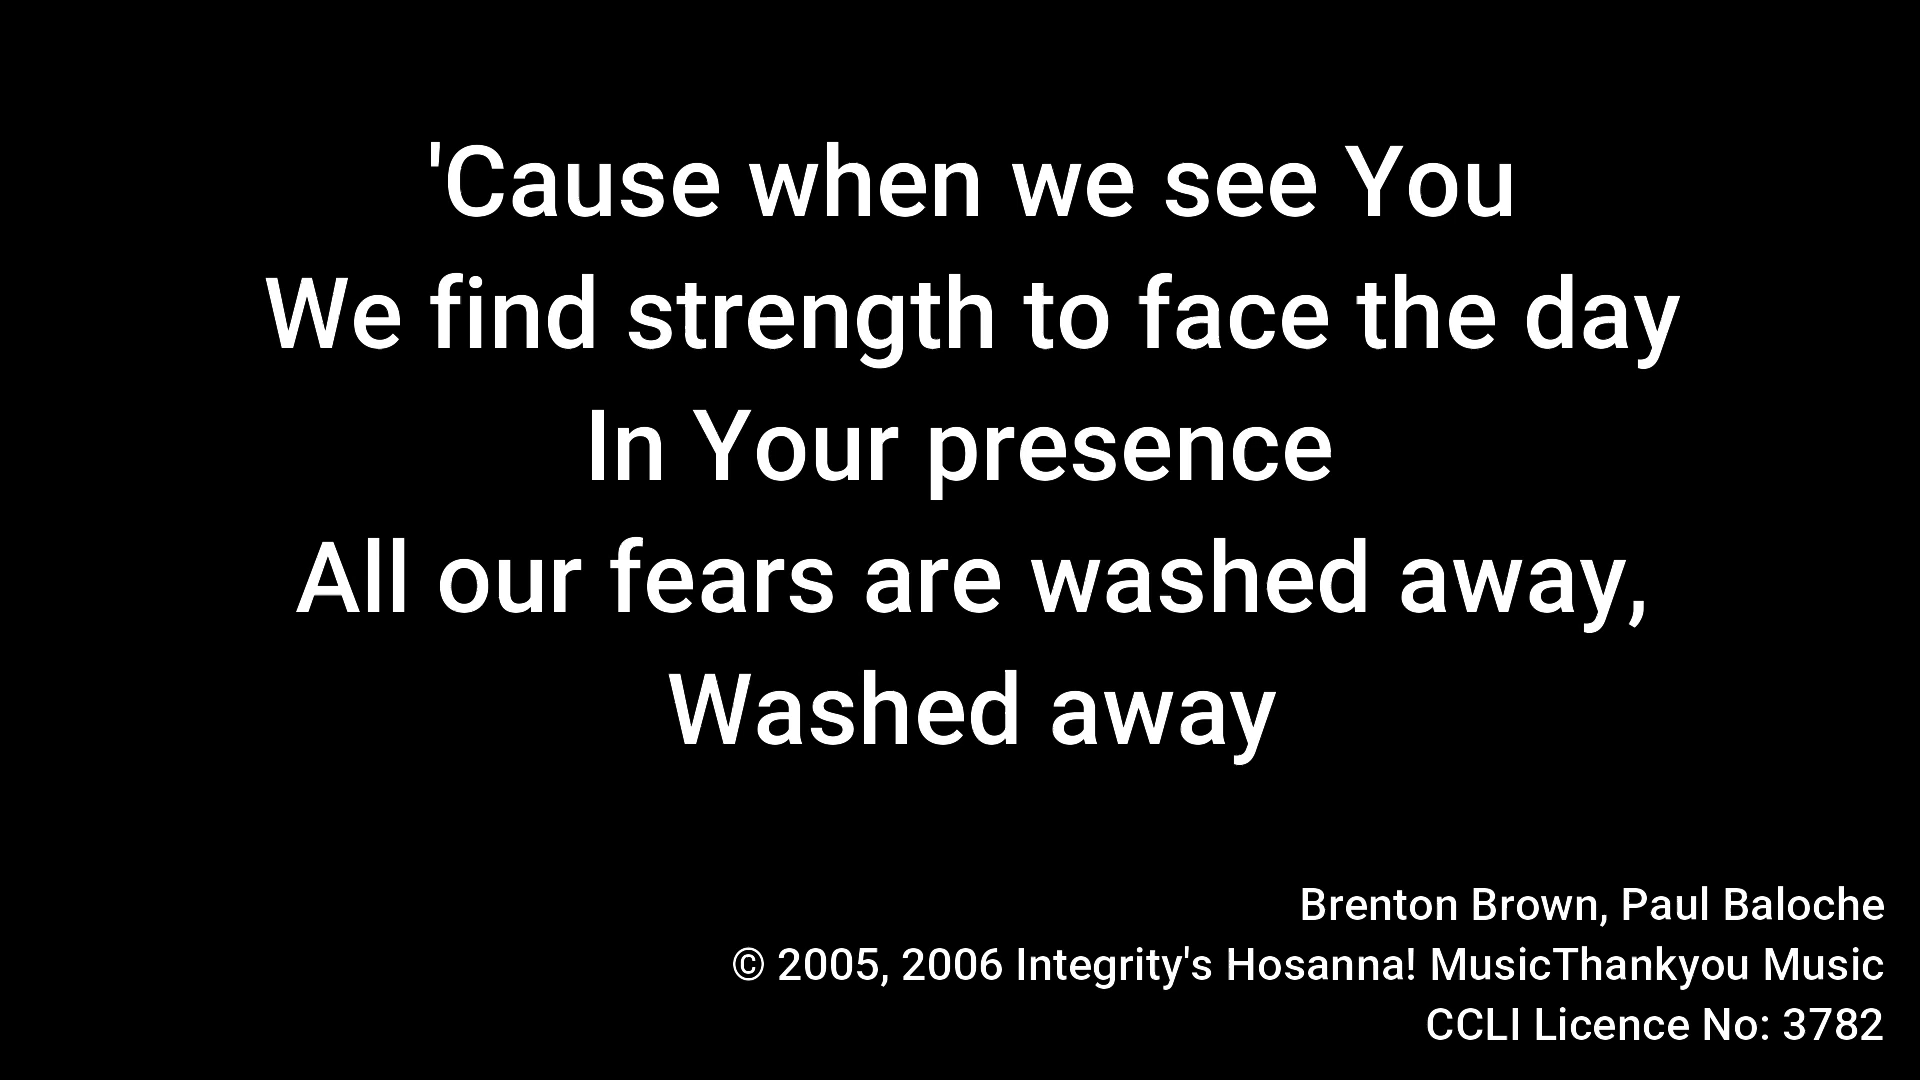 'Cause when we see You
We find strength to face the day
In Your presence
All our fears are washed away,
Washed away
Brenton Brown, Paul Baloche
© 2005, 2006 Integrity's Hosanna! MusicThankyou Music
CCLI Licence No: 3782